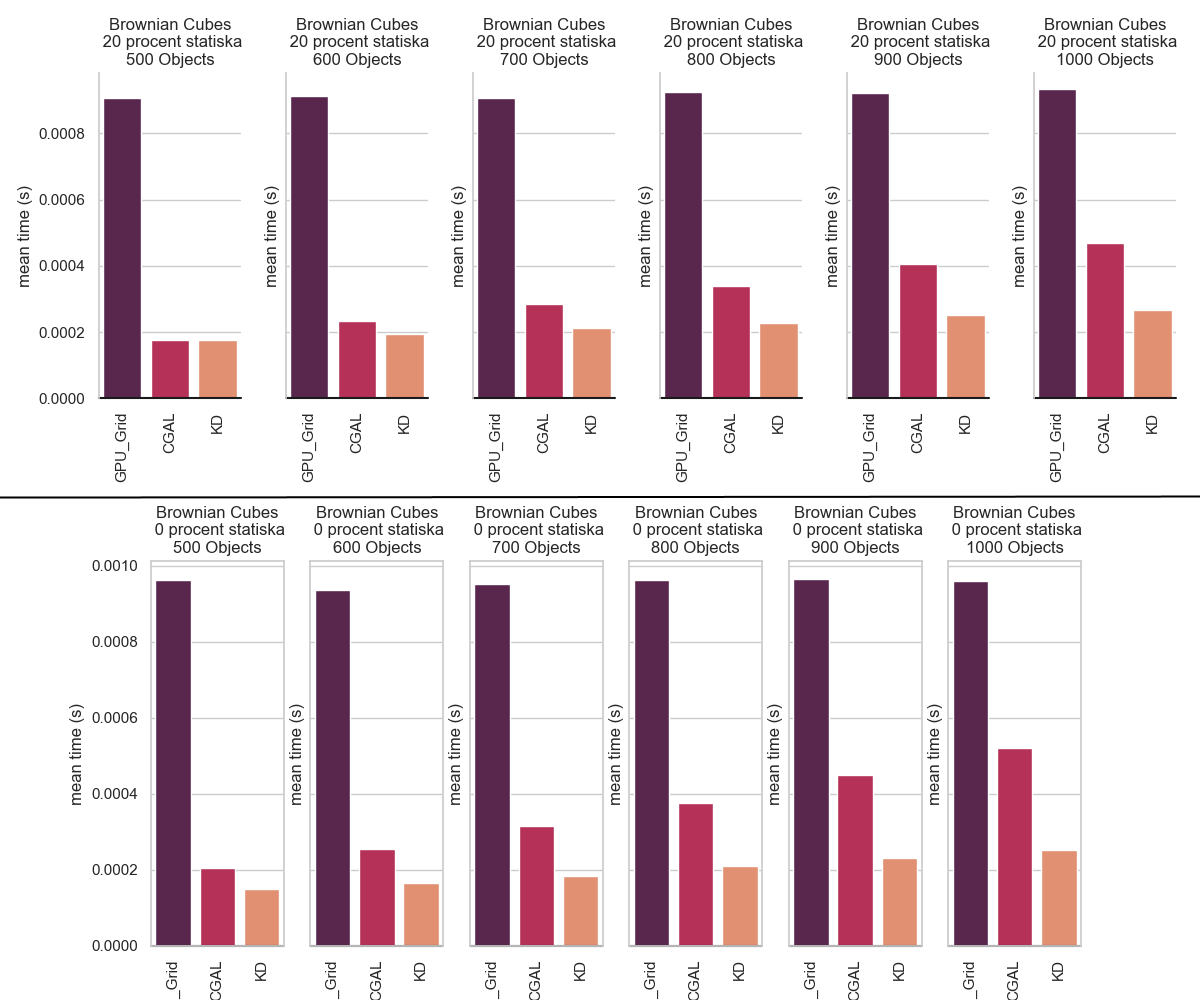 Brownian Cubes
20 procent statiska
500 Objects
Brownian Cubes
20 procent statiska
600 Objects
Brownian Cubes
20 procent statiska
700 Objects
Brownian Cubes
20 procent statiska
800 Objects
Brownian Cubes
20 procent statiska
900 Objects
Brownian Cubes
20 procent statiska
1000 Objects
mean time (s)
0.0008
0.0006
0.0004
0.0002
0.0000
mean time (s)
mean time (s)
mean time (s)
mean time (s)
mean time (s)
GPU_Grid
CGAL
KD
GPU_Grid
CGAL
KD
GPU_Grid
CGAL
KD
GPU_Grid
CGAL
KD
GPU_Grid
CGAL
KD
GPU_Grid
CGAL
KD
Brownian Cubes
0 procent statiska
500 Objects
Brownian Cubes
0 procent statiska
600 Objects
Brownian Cubes
0 procent statiska
700 Objects
Brownian Cubes
0 procent statiska
800 Objects
Brownian Cubes
0 procent statiska
900 Objects
Brownian Cubes
0 procent statiska
1000 Objects
mean time (s)
0.0010
0.0008
0.0006
0.0004
0.0002
0.0000
mean time (s)
mean time (s)
mean time (s)
mean time (s)
mean time (s)
_Grid
CGAL
KD
_Grid
CGAL
KD
_Grid
CGAL
KD
_Grid
CGAL
KD
_Grid
CGAL
KD
_Grid
CGAL
KD